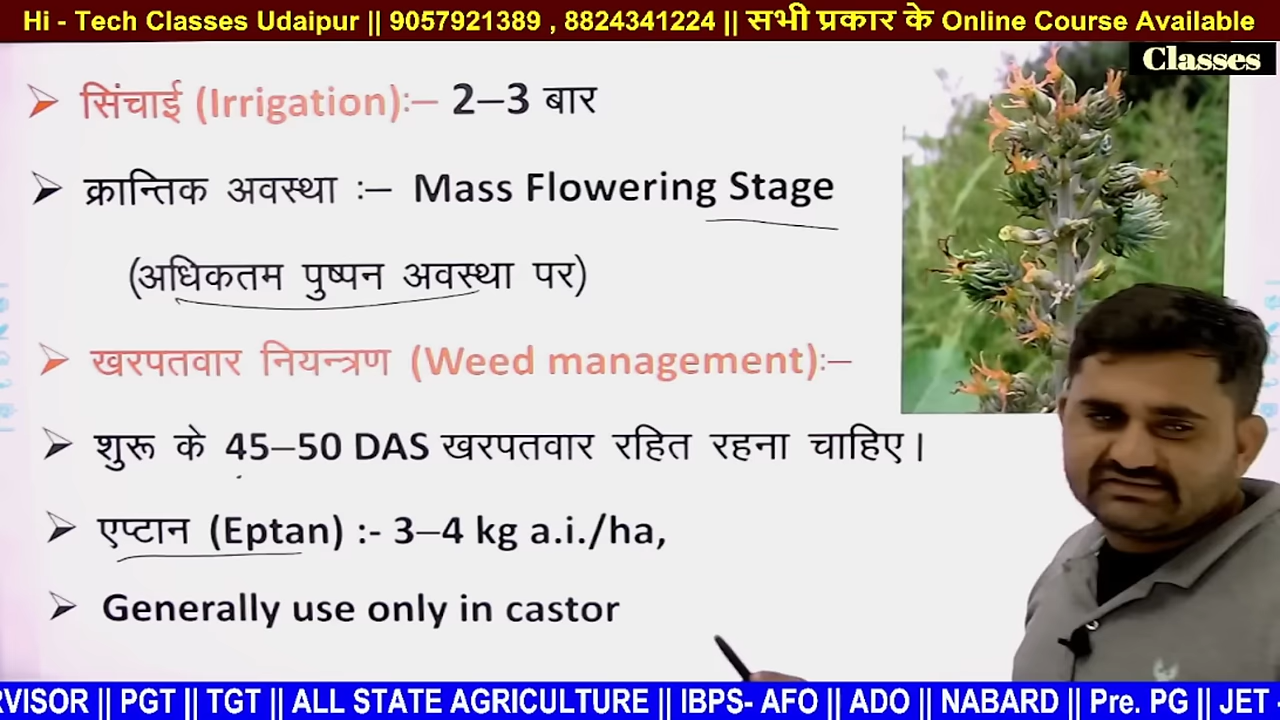 Hi - Tech Classes Udaipur || 9057921389 , 8824341224 || सभी प्रकार के Online Course Available
Classes
सिंचाई (Irrigation):– 2–3 बार
क्रान्तिक अवस्था :– Mass Flowering Stage
(अधिकतम पुष्पन अवस्था पर)
खरपतवार नियन्त्रण (Weed management):–
शुरू के 45–50 DAS खरपतवार रहित रहना चाहिए।
एप्टान (Eptan) :- 3–4 kg a.i./ha,
Generally use only in castor
RVISOR || PGT || TGT || ALL STATE AGRICULTURE || IBPS- AFO || ADO || NABARD || Pre. PG || JET